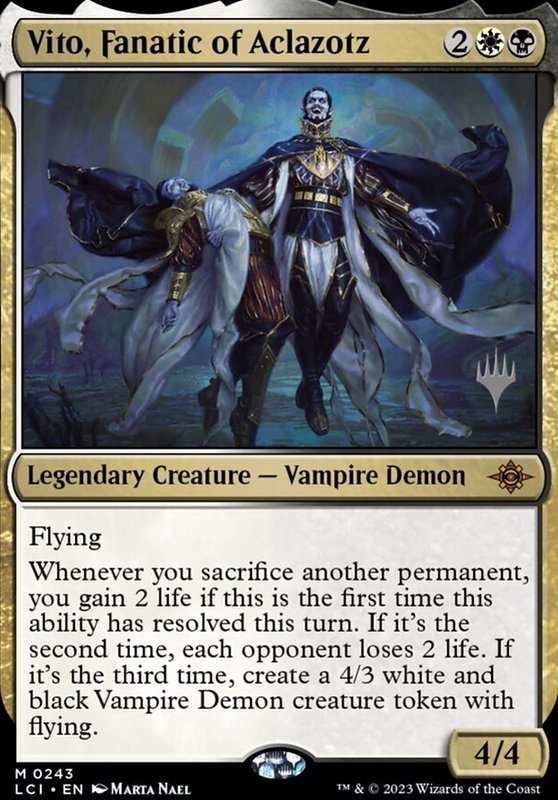 Vito, Fanatic of Aclazotz 2
Legendary Creature — Vampire Demon
Flying
Whenever you sacrifice another permanent,
you gain 2 life if this is the first time this
ability has resolved this turn. If it's the
second time, each opponent loses 2 life. If
it's the third time, create a 4/3 white and
black Vampire Demon creature token with
flying.
4/4
M 0243
LCI • EN Marta Nael
™ & © 2023 Wizards of the Coast